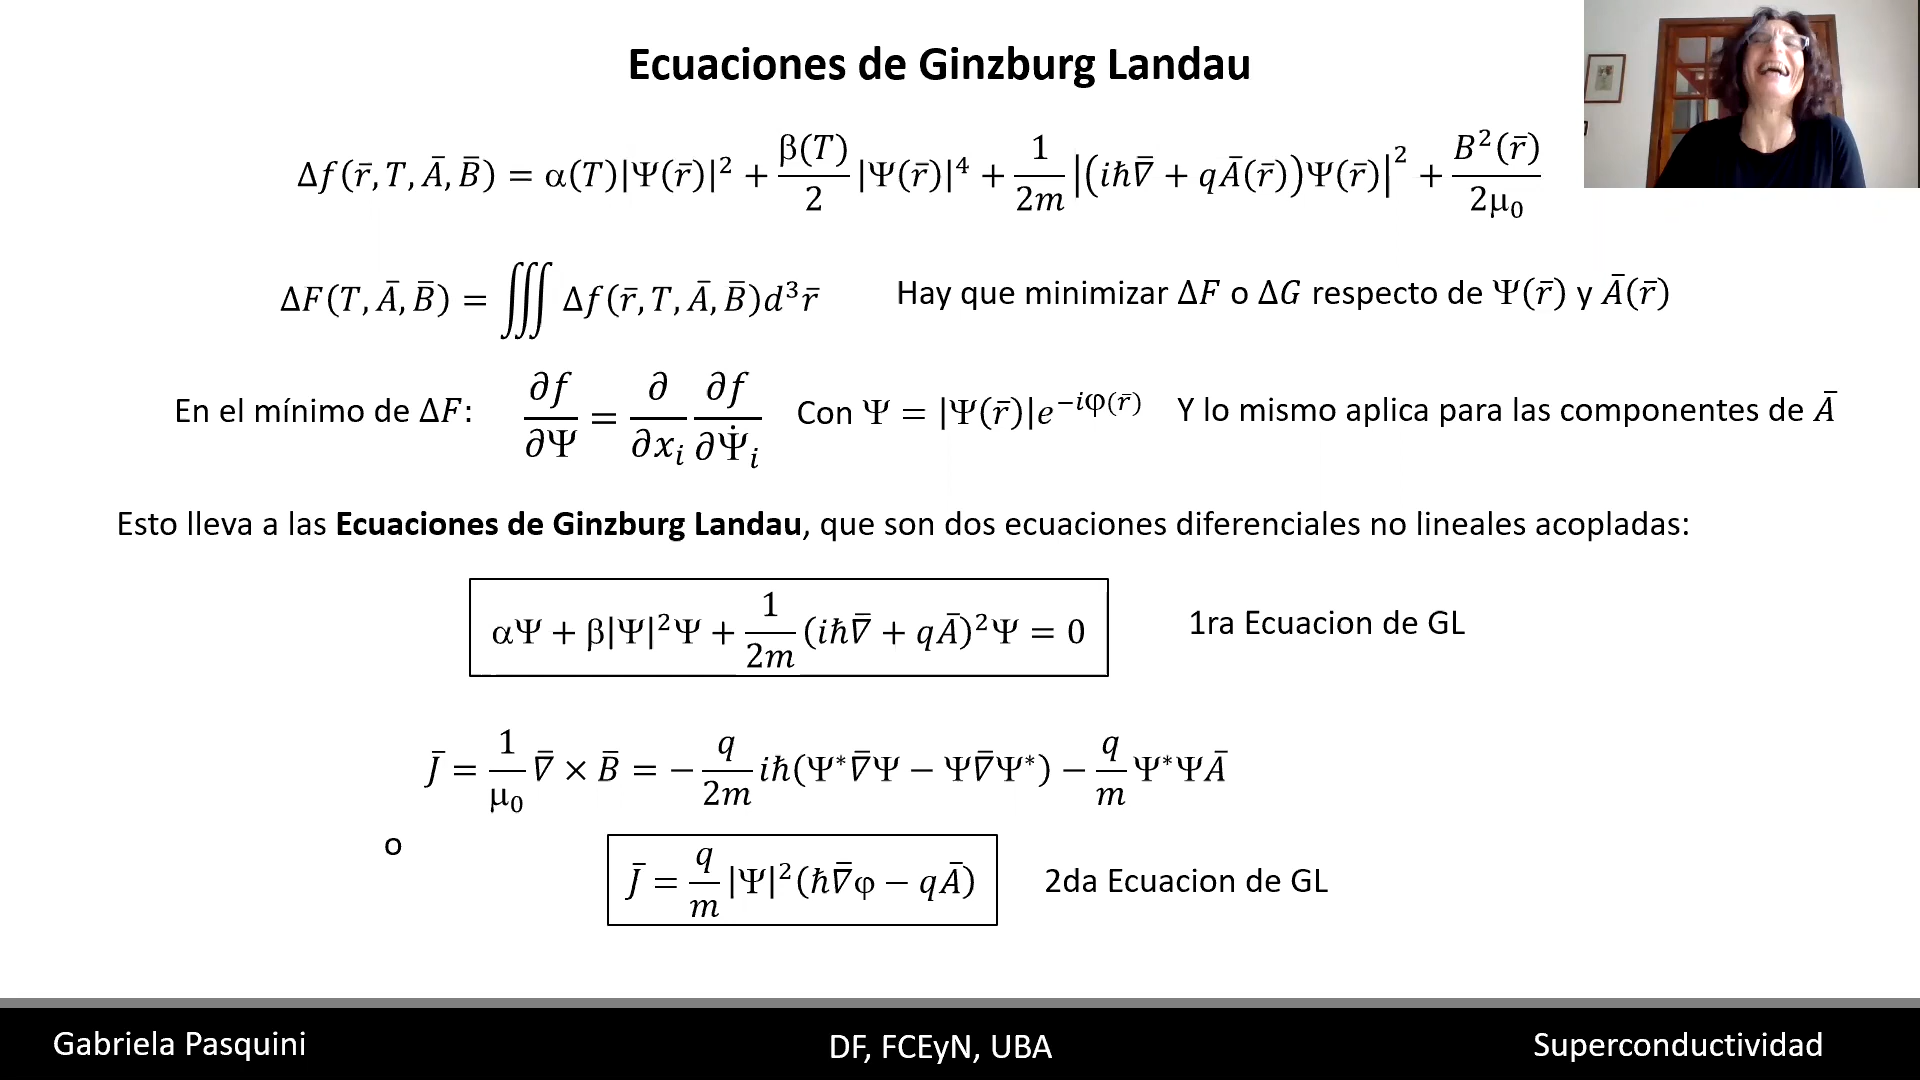 Ecuaciones de Ginzburg Landau
Δf(r̄, T, Ā, B̄) = α(T)|Ψ(r̄)|² + β(T)/2 |Ψ(r̄)|⁴ + 1/2m |(iħ∇̄ + qĀ(r̄))Ψ(r̄)|² + B²(r̄)/2μ₀
ΔF(T, Ā, B̄) = ∭ Δf(r̄, T, Ā, B̄)d³r̄ Hay que minimizar ΔF o ΔG respecto de Ψ(r̄) y Ā(r̄)
En el mínimo de ΔF: ∂f/∂Ψ = ∂/∂xᵢ ∂f/∂Ψ̇ᵢ Con Ψ = |Ψ(r̄)|e^{−iφ(r̄)} Y lo mismo aplica para las componentes de Ā
Esto lleva a las Ecuaciones de Ginzburg Landau, que son dos ecuaciones diferenciales no lineales acopladas:
αΨ + β|Ψ|²Ψ + 1/2m (iħ∇̄ + qĀ)²Ψ = 0 1ra Ecuacion de GL
J̄ = 1/μ₀ ∇̄ × B̄ = − q/2m iħ(Ψ*∇̄Ψ − Ψ∇̄Ψ*) − q/m Ψ*ΨĀ
o
J̄ = q/m |Ψ|²(ħ∇̄φ − qĀ) 2da Ecuacion de GL
Gabriela Pasquini DF, FCEyN, UBA Superconductividad